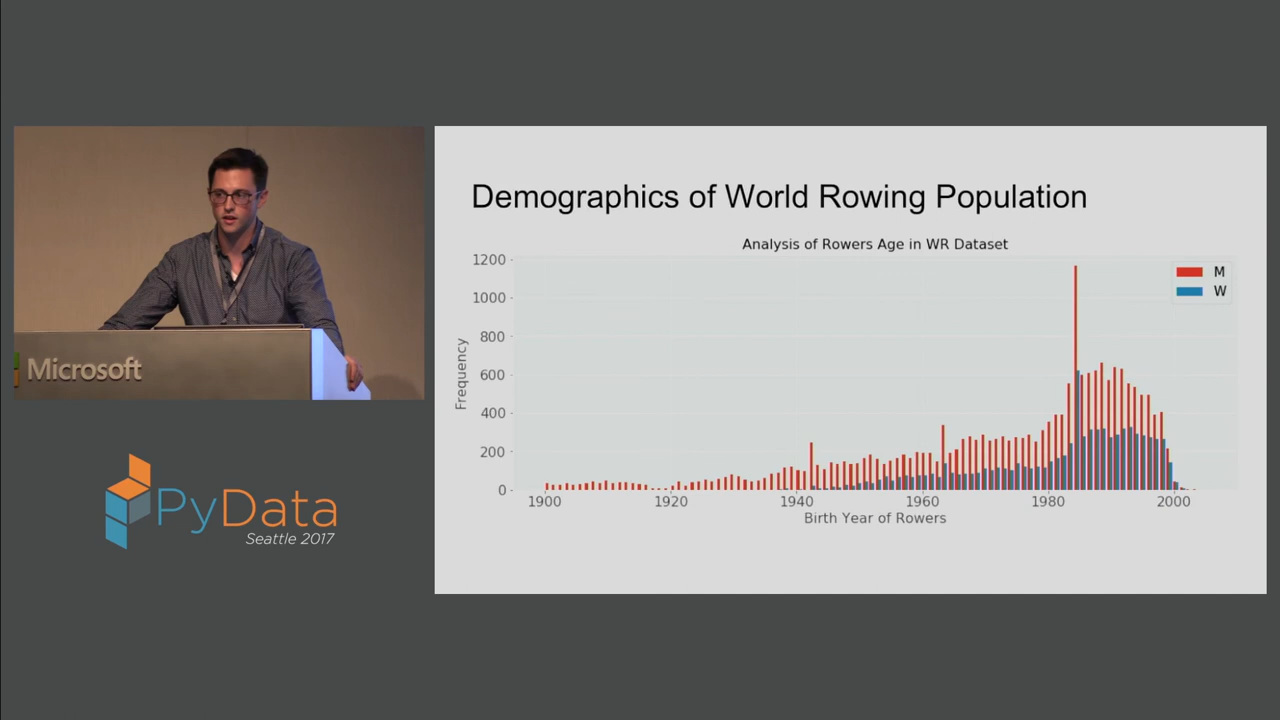 Microsoft
PyData
Seattle 2017
Demographics of World Rowing Population
Analysis of Rowers Age in WR Dataset
1200
1000
800
600
400
200
0
Frequency
M
W
1900 1920 1940 1960 1980 2000
Birth Year of Rowers